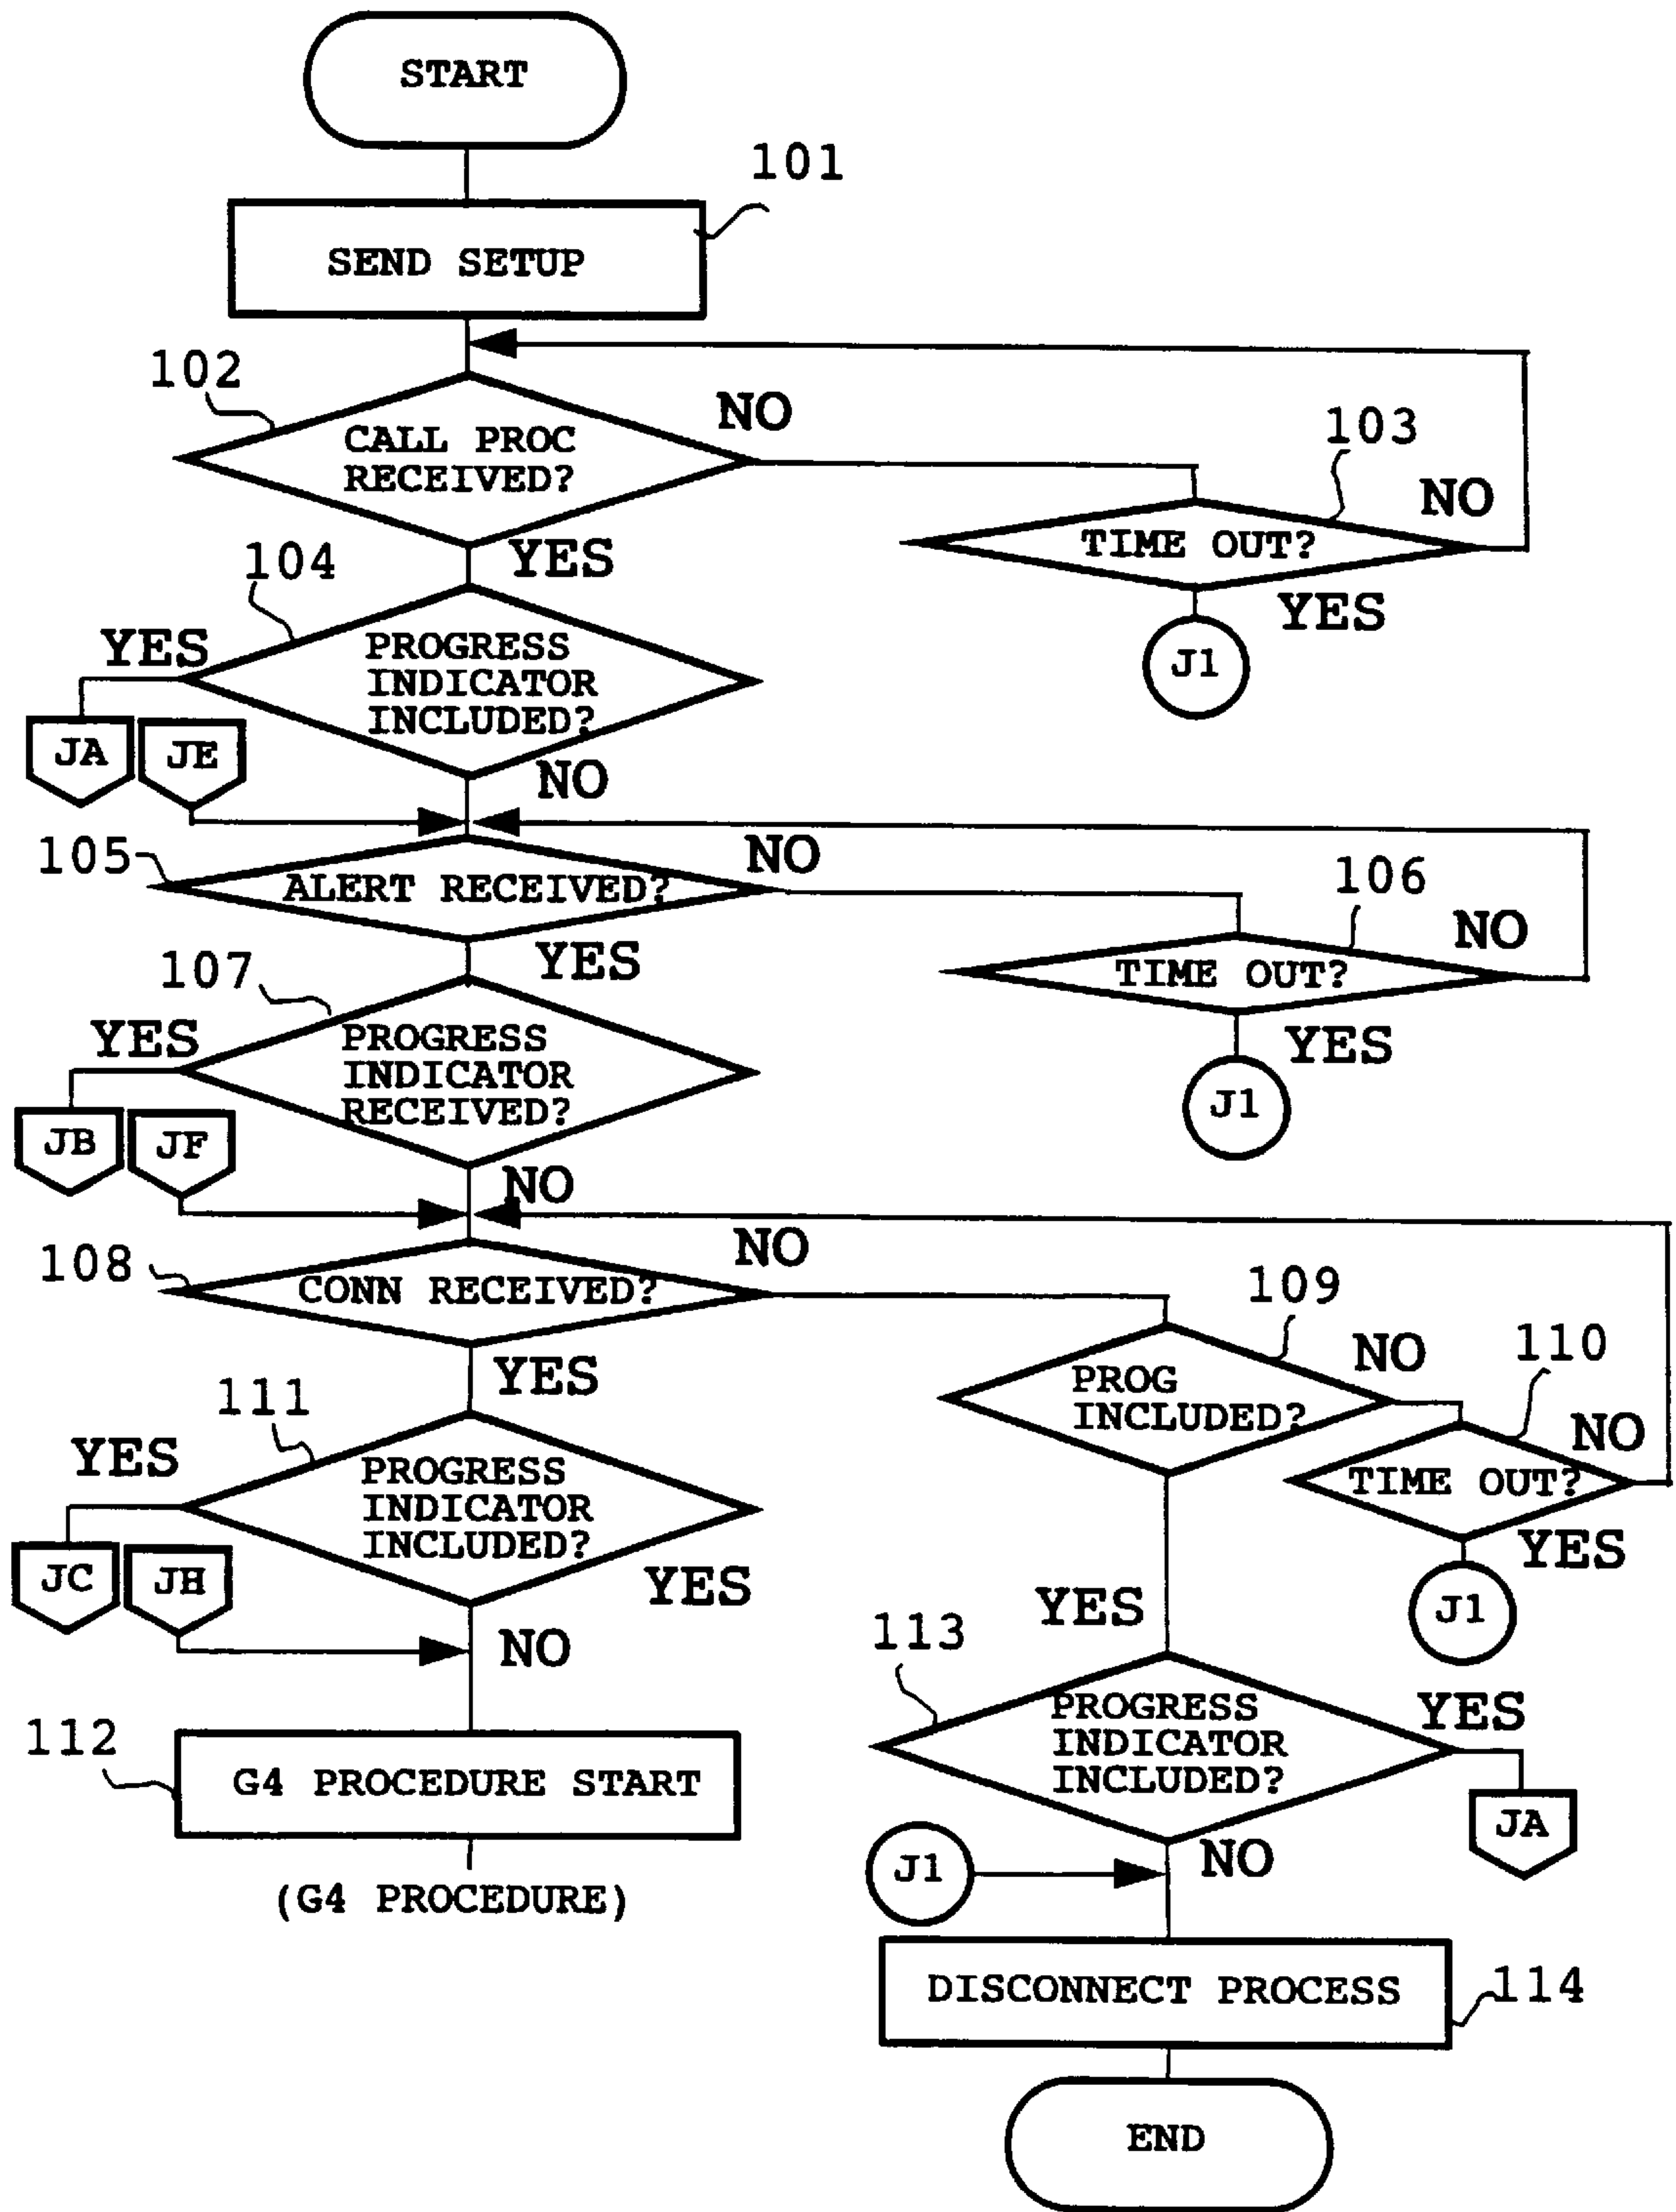 START
101
SEND SETUP
102
CALL PROC
RECEIVED?
NO
103
TIME OUT?
NO
YES
J1
YES
104
PROGRESS
INDICATOR
INCLUDED?
YES
JA
JE
NO
105
ALERT RECEIVED?
NO
106
TIME OUT?
NO
YES
J1
YES
107
PROGRESS
INDICATOR
RECEIVED?
YES
JB
JF
NO
108
CONN RECEIVED?
NO
109
PROG
INCLUDED?
NO
110
TIME OUT?
NO
YES
J1
YES
111
PROGRESS
INDICATOR
INCLUDED?
YES
JC
JH
YES
NO
112
G4 PROCEDURE START
(G4 PROCEDURE)
YES
113
PROGRESS
INDICATOR
INCLUDED?
YES
JA
J1
NO
DISCONNECT PROCESS
114
END